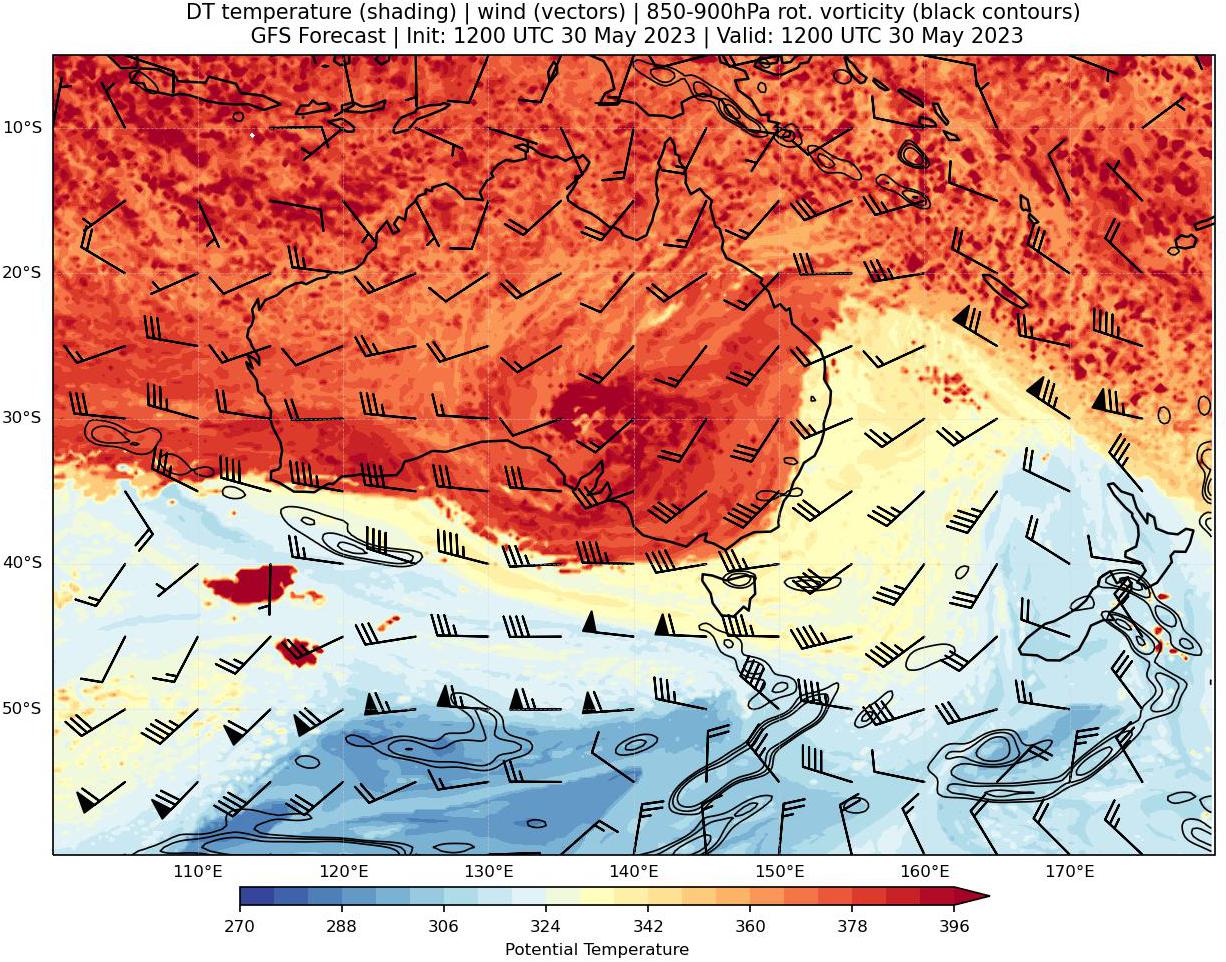 DT temperature (shading) | wind (vectors) | 850-900hPa rot. vorticity (black contours)
GFS Forecast | Init: 1200 UTC 30 May 2023 | Valid: 1200 UTC 30 May 2023
10°S
20°S
30°S
40°S
50°S
110°E 120°E 130°E 140°E 150°E 160°E 170°E
270 288 306 324 342 360 378 396
Potential Temperature